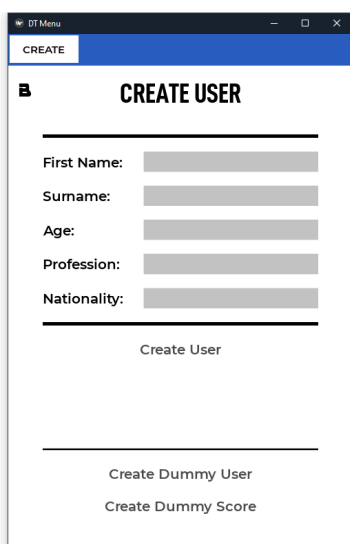 DT Menu
CREATE
B
CREATE USER
First Name:
Surname:
Age:
Profession:
Nationality:
Create User
Create Dummy User
Create Dummy Score